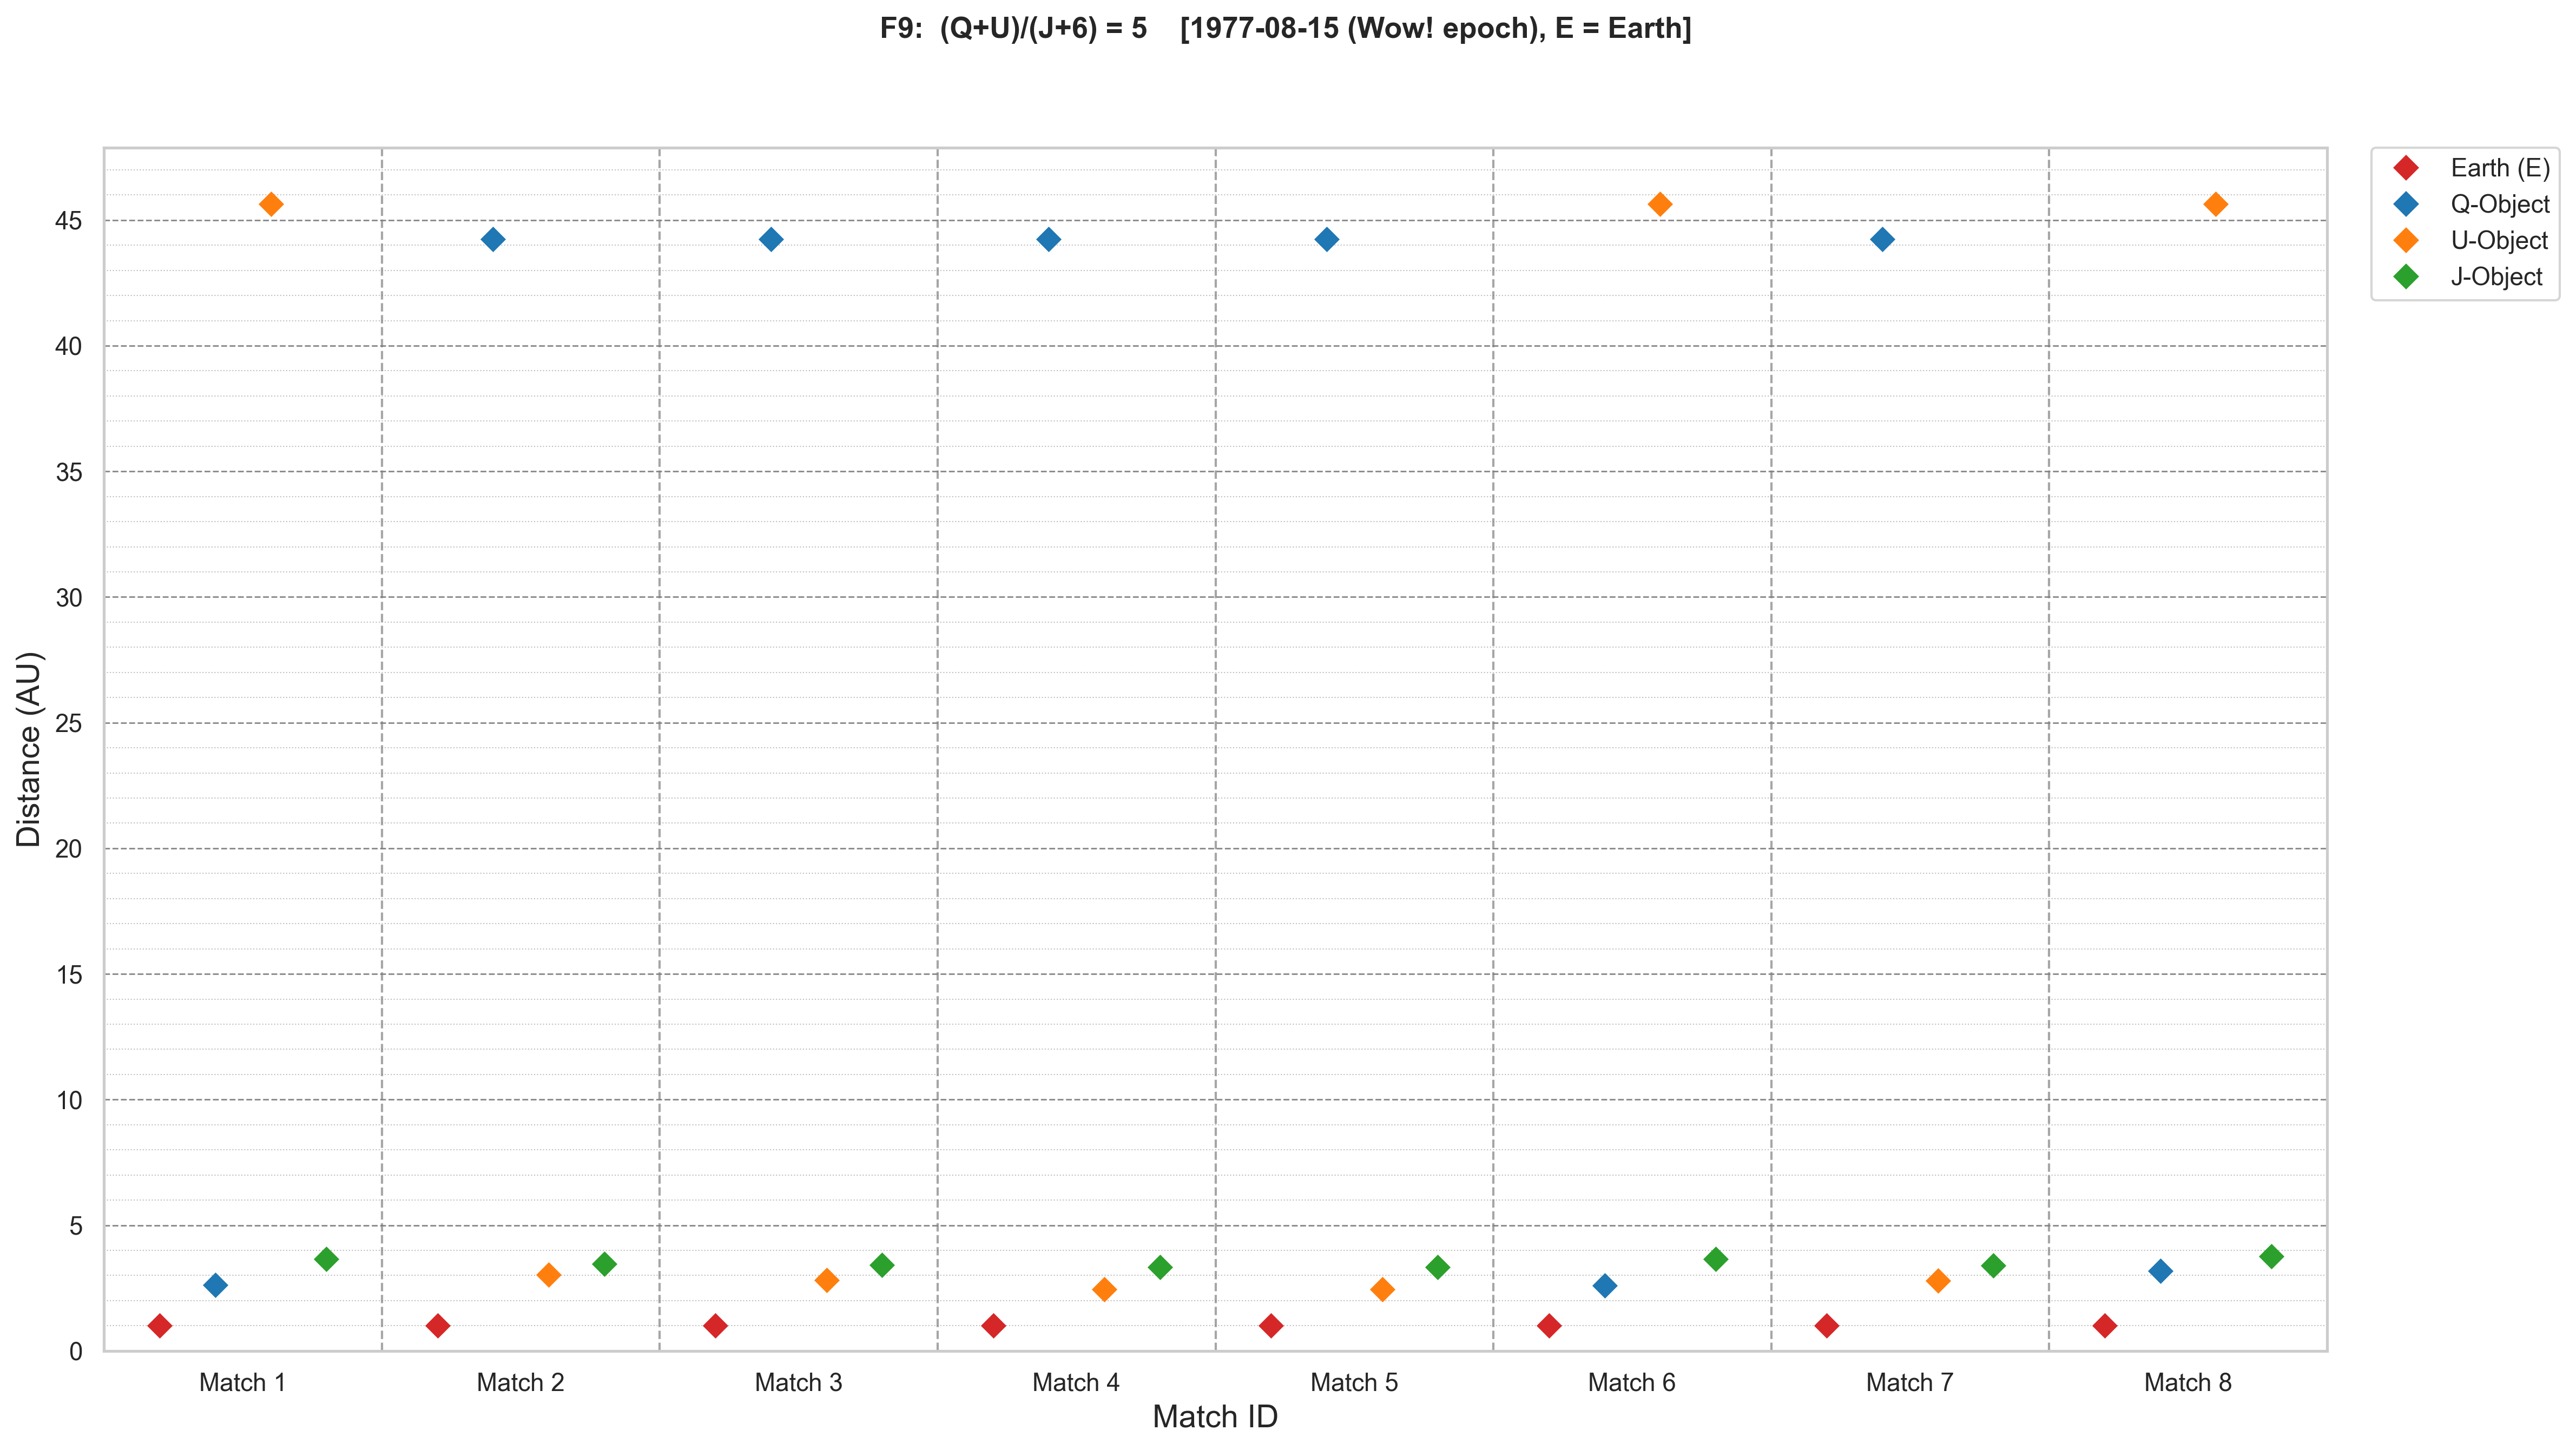 F9:  (Q+U)/(J+6) = 5    [1977-08-15 (Wow! epoch), E = Earth]
Earth (E)
Q-Object
U-Object
J-Object
45
40
35
30
25
20
15
10
5
0
Distance (AU)
Match 1
Match 2
Match 3
Match 4
Match 5
Match 6
Match 7
Match 8
Match ID